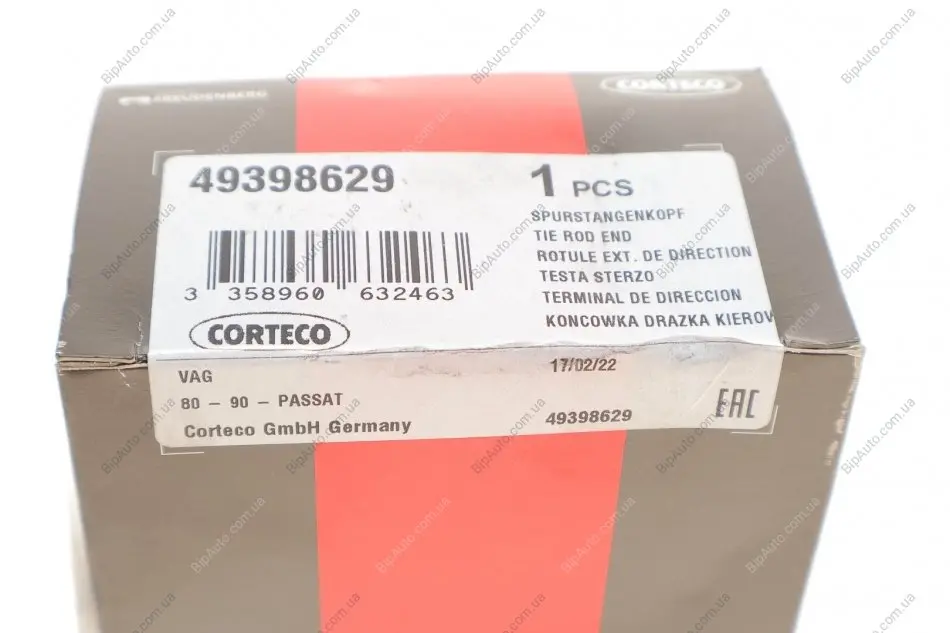 FREUDENBERG
CORTECO
49398629
1 PCS
SPURSTANGENKOPF
TIE ROD END
ROTULE EXT. DE DIRECTION
TESTA STERZO
TERMINAL DE DIRECCION
KONCOWKA DRAZKA KIEROW
3 358960 632463
CORTECO
VAG
17/02/22
80 - 90 - PASSAT
Corteco GmbH Germany
49398629
EAC
BipAuto.com.ua